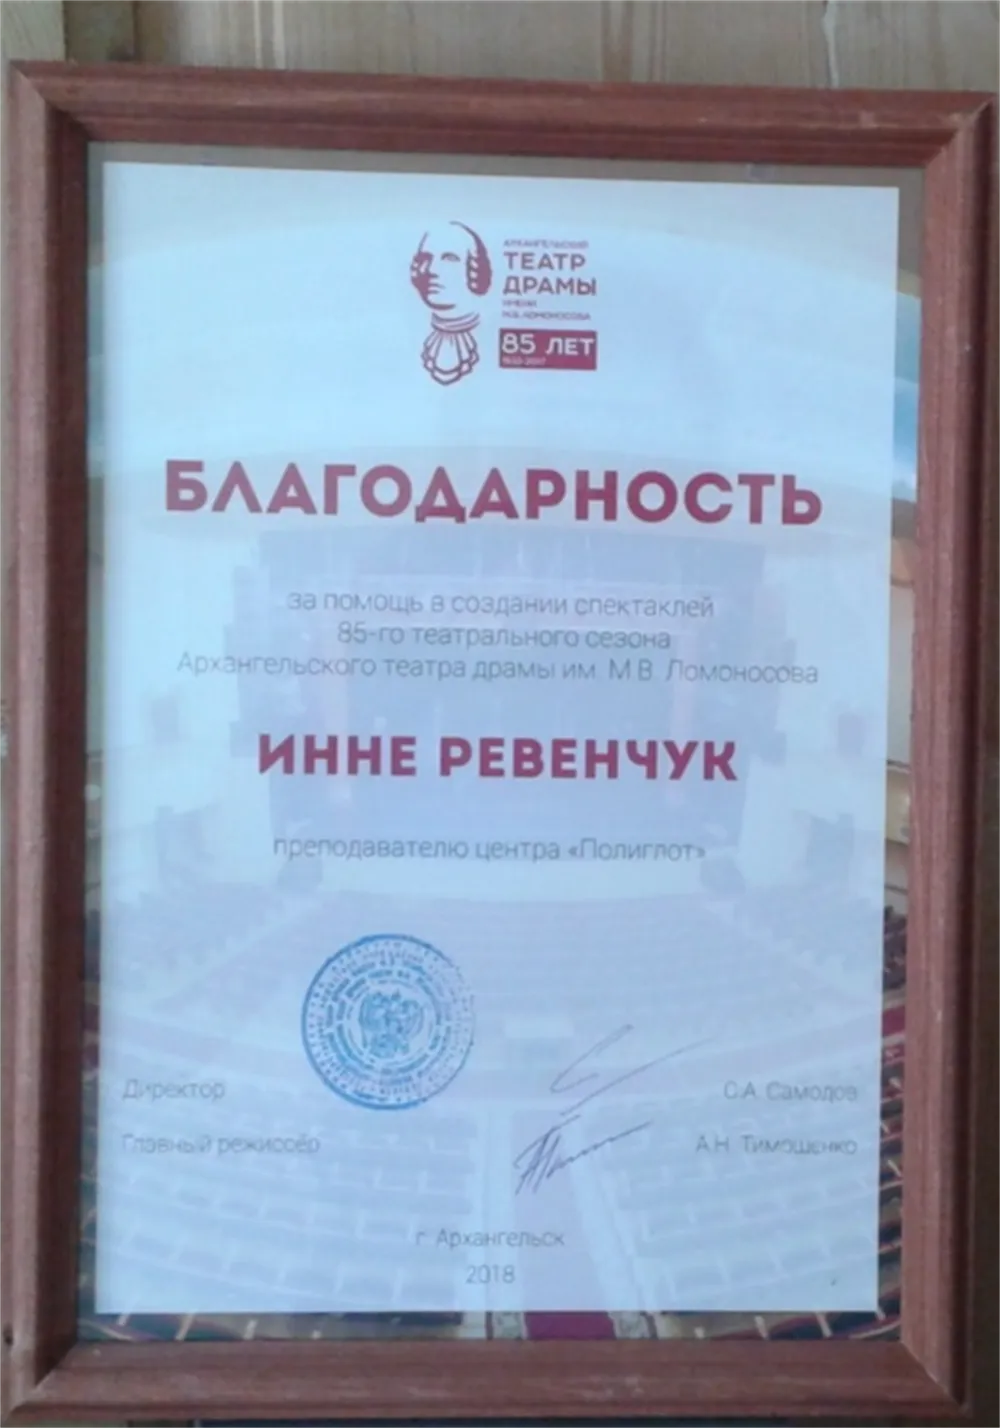 АРХАНГЕЛЬСКИЙ
ТЕАТР
ДРАМЫ
ИМЕНИ
М.В. ЛОМОНОСОВА
85 ЛЕТ
БЛАГОДАРНОСТЬ
за помощь в создании спектаклей
85-го театрального сезона
Архангельского театра драмы им. М.В. Ломоносова
ИННЕ РЕВЕНЧУК
преподавателю центра «Полиглот»
Директор С.А. Самодов
Главный режиссёр А.Н. Тимошенко
г. Архангельск
2018